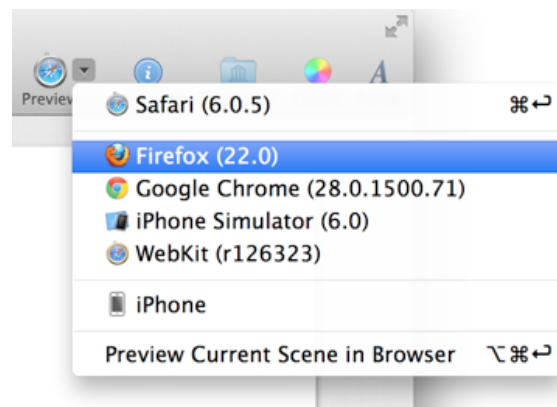 Preview
Safari (6.0.5) ⌘↩
Firefox (22.0)
Google Chrome (28.0.1500.71)
iPhone Simulator (6.0)
WebKit (r126323)
iPhone
Preview Current Scene in Browser ⌥⌘↩